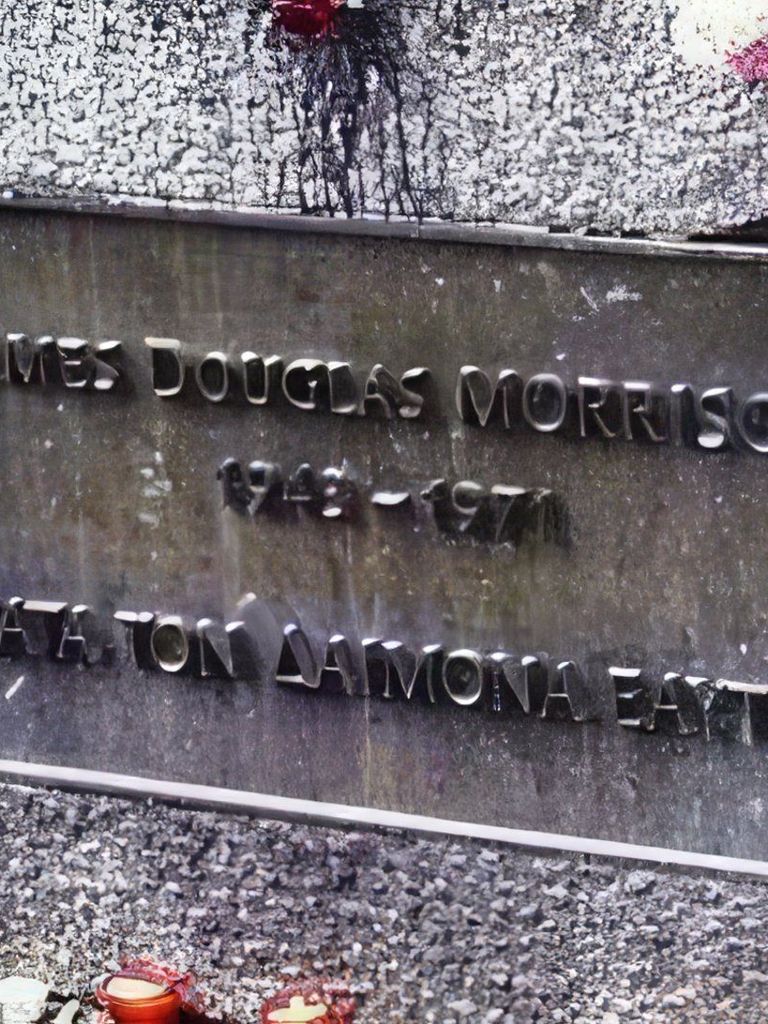 MES DOUGLAS MORRISO
1943 – 1971
ΑΤΑ ΤΟΝ ΔΑΙΜΟΝΑ ΕΑΥΤ